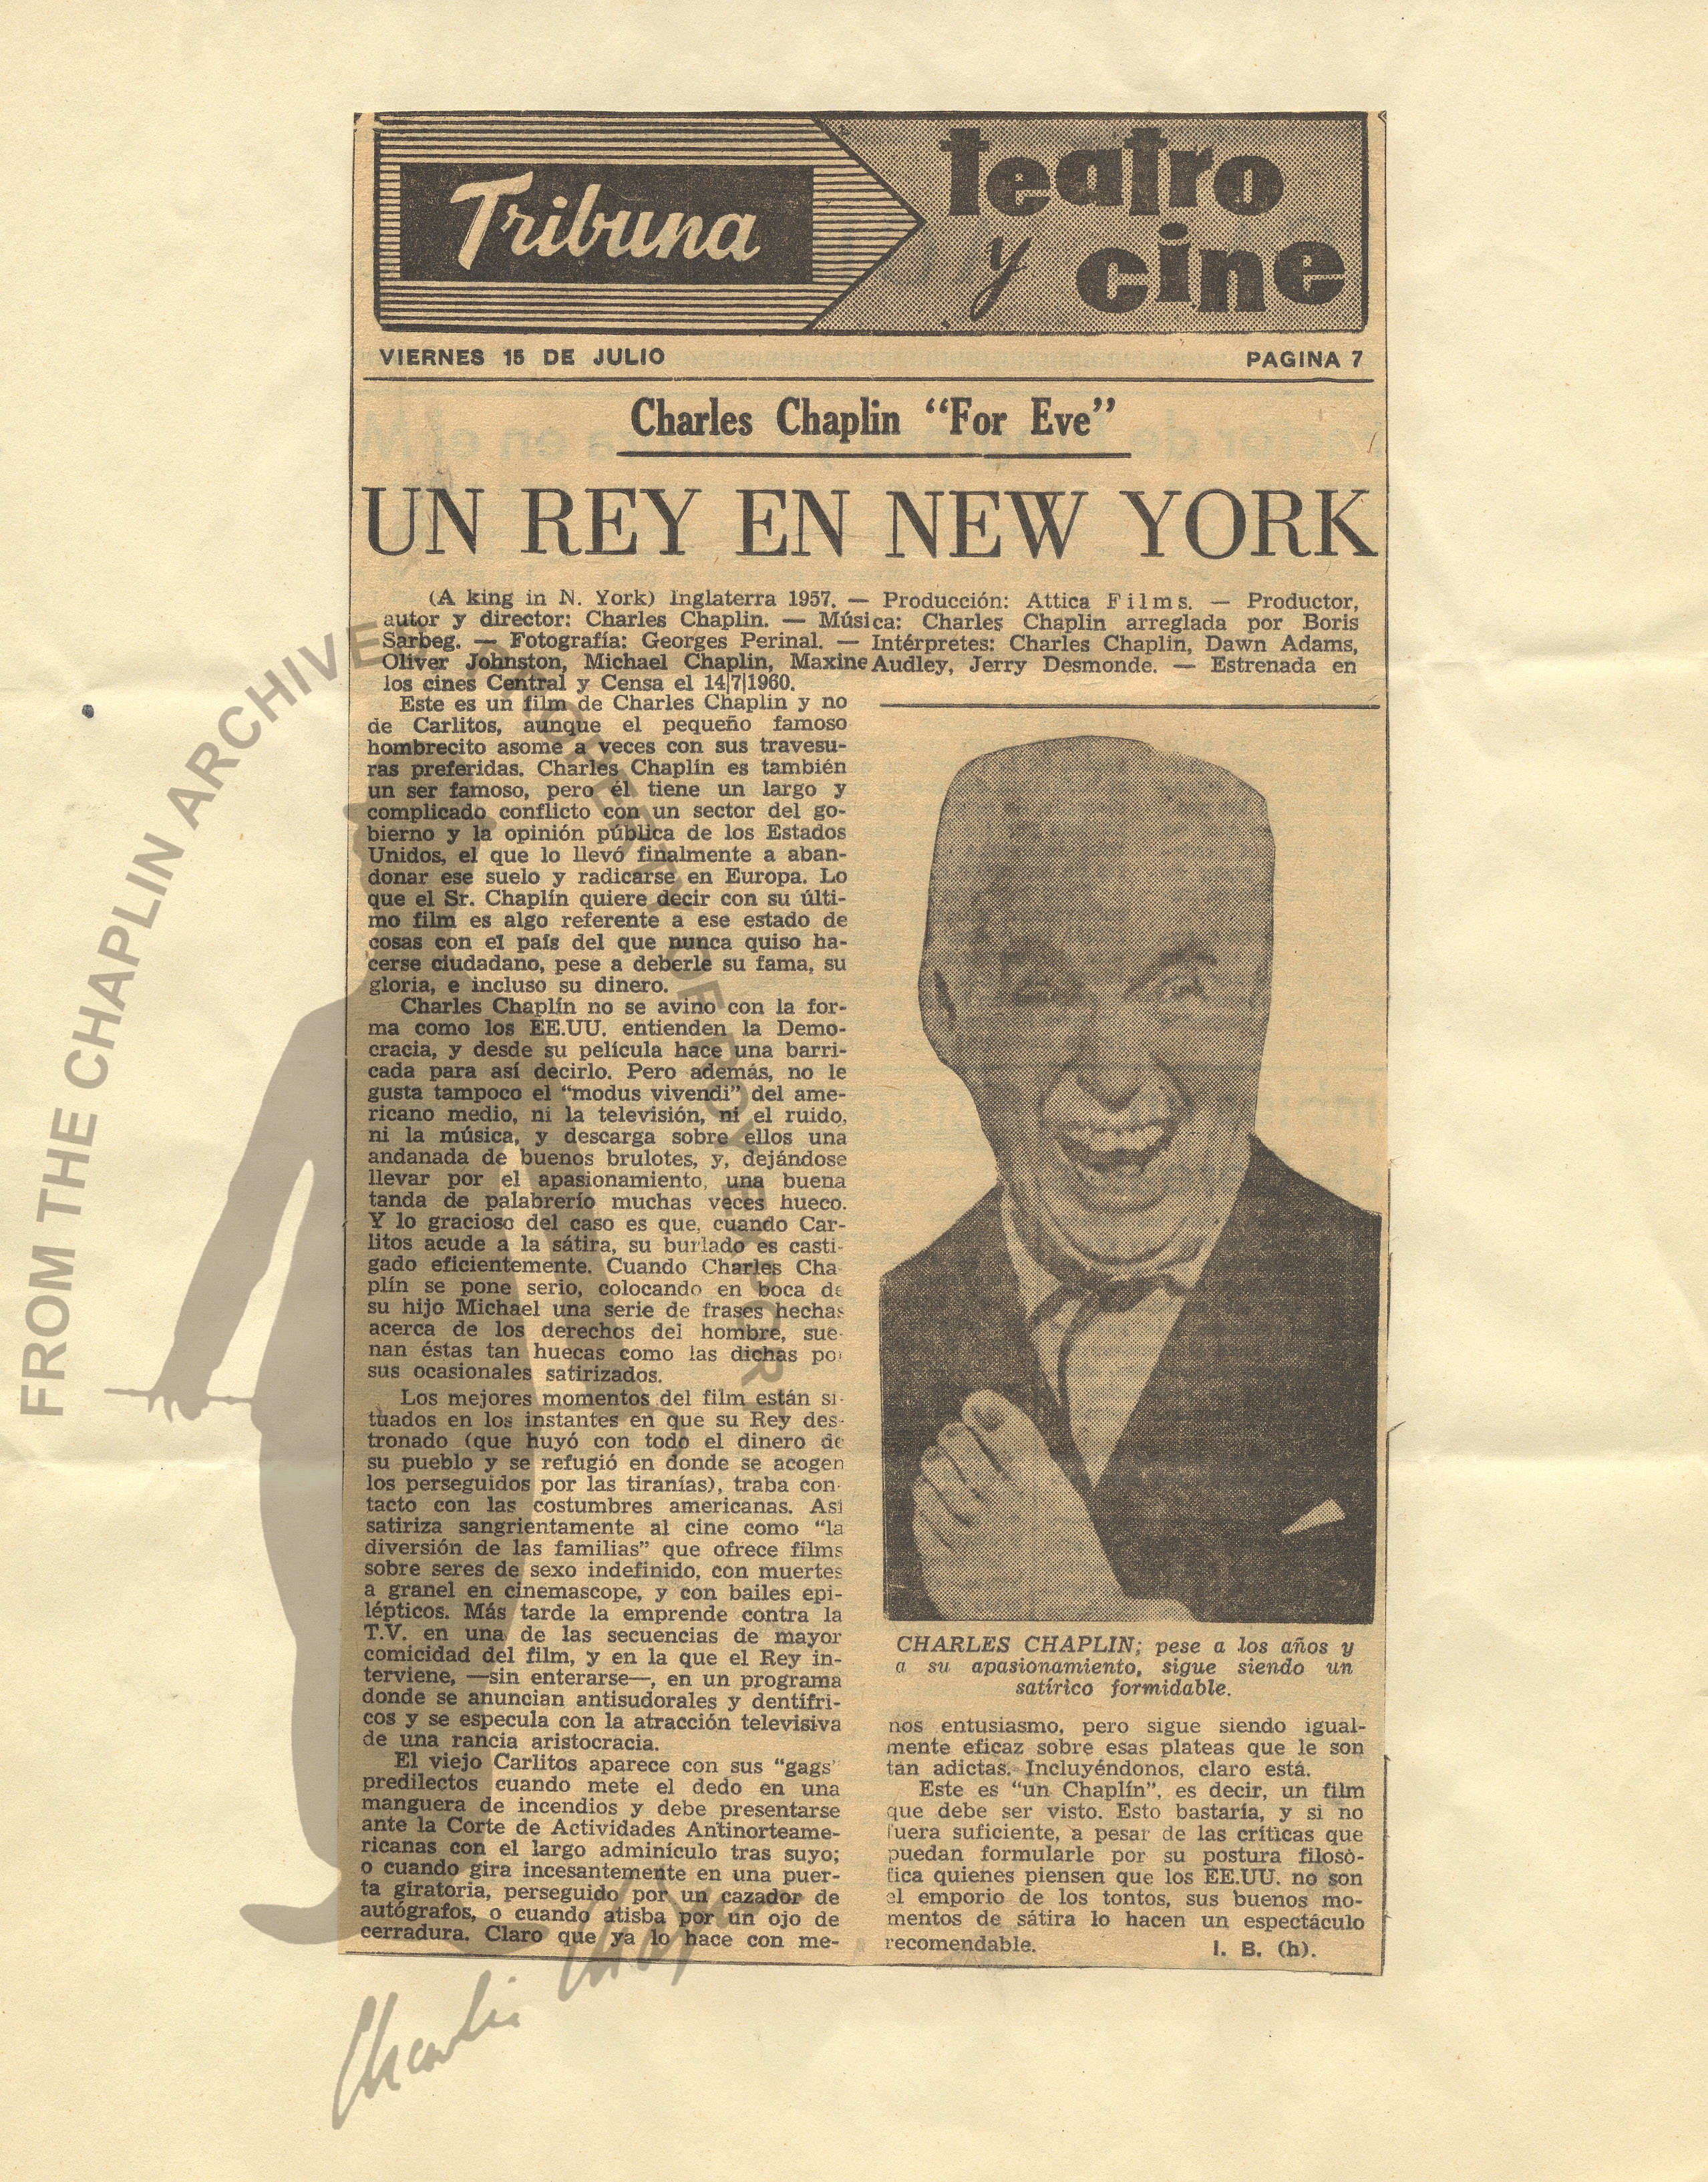 Tribuna
teatro
y cine
VIERNES 15 DE JULIO
PAGINA 7
Charles Chaplin “For Eve”
UN REY EN NEW YORK
(A king in N. York) Inglaterra 1957. — Producción: Attica Films. — Productor,
autor y director: Charles Chaplin. — Música: Charles Chaplin arreglada por Boris
Sarbeg. — Fotografía: Georges Perinal. — Intérpretes: Charles Chaplin, Dawn Adams,
Oliver Johnston, Michael Chaplin, Maxine Audley, Jerry Desmonde. — Estrenada en
los cines Central y Censa el 14|7|1960.
Este es un film de Charles Chaplin y no
de Carlitos, aunque el pequeño famoso
hombrecito asome a veces con sus travesu-
ras preferidas. Charles Chaplin es también
un ser famoso, pero él tiene un largo y
complicado conflicto con un sector del go-
bierno y la opinión pública de los Estados
Unidos, el que lo llevó finalmente a aban-
donar ese suelo y radicarse en Europa. Lo
que el Sr. Chaplín quiere decir con su últi-
mo film es algo referente a ese estado de
cosas con el país del que nunca quiso ha-
cerse ciudadano, pese a deberle su fama, su
gloria, e incluso su dinero.
Charles Chaplín no se avino con la for-
ma como los EE.UU. entienden la Demo-
cracia, y desde su película hace una barri-
cada para así decirlo. Pero además, no le
gusta tampoco el “modus vivendi” del ame-
ricano medio, ni la televisión, ni el ruido,
ni la música, y descarga sobre ellos una
andanada de buenos brulotes, y, dejándose
llevar por el apasionamiento, una buena
tanda de palabrerío muchas veces hueco.
Y lo gracioso del caso es que, cuando Car-
litos acude a la sátira, su burlado es casti-
gado eficientemente. Cuando Charles Cha-
plín se pone serio, colocando en boca de
su hijo Michael una serie de frases hechas
acerca de los derechos del hombre, sue-
nan éstas tan huecas como las dichas por
sus ocasionales satirizados.
Los mejores momentos del film están si-
tuados en los instantes en que su Rey des-
tronado (que huyó con todo el dinero de
su pueblo y se refugió en donde se acogen
los perseguidos por las tiranías), traba con-
tacto con las costumbres americanas. Así
satiriza sangrientamente al cine como “la
diversión de las familias” que ofrece films
sobre seres de sexo indefinido, con muertes
a granel en cinemascope, y con bailes epi-
lépticos. Más tarde la emprende contra la
T.V. en una de las secuencias de mayor
comicidad del film, y en la que el Rey in-
terviene, —sin enterarse—, en un programa
donde se anuncian antisudorales y dentífri-
cos y se especula con la atracción televisiva
de una rancia aristocracia.
El viejo Carlitos aparece con sus “gags”
predilectos cuando mete el dedo en una
manguera de incendios y debe presentarse
ante la Corte de Actividades Antinorteame-
ricanas con el largo adminículo tras suyo;
o cuando gira incesantemente en una puer-
ta giratoria, perseguido por un cazador de
autógrafos, o cuando atisba por un ojo de
cerradura. Claro que ya lo hace con me-
CHARLES CHAPLIN; pese a los años y
a su apasionamiento, sigue siendo un
satírico formidable.
nos entusiasmo, pero sigue siendo igual-
mente eficaz sobre esas plateas que le son
tan adictas. Incluyéndonos, claro está.
Este es “un Chaplín”, es decir, un film
que debe ser visto. Esto bastaría, y si no
fuera suficiente, a pesar de las críticas que
puedan formularle por su postura filosó-
fica quienes piensen que los EE.UU. no son
el emporio de los tontos, sus buenos mo-
mentos de sátira lo hacen un espectáculo
recomendable.
I. B. (h).
FROM THE CHAPLIN ARCHIVES PROPERTY OF ROY EXPORT
Charlie Chaplin